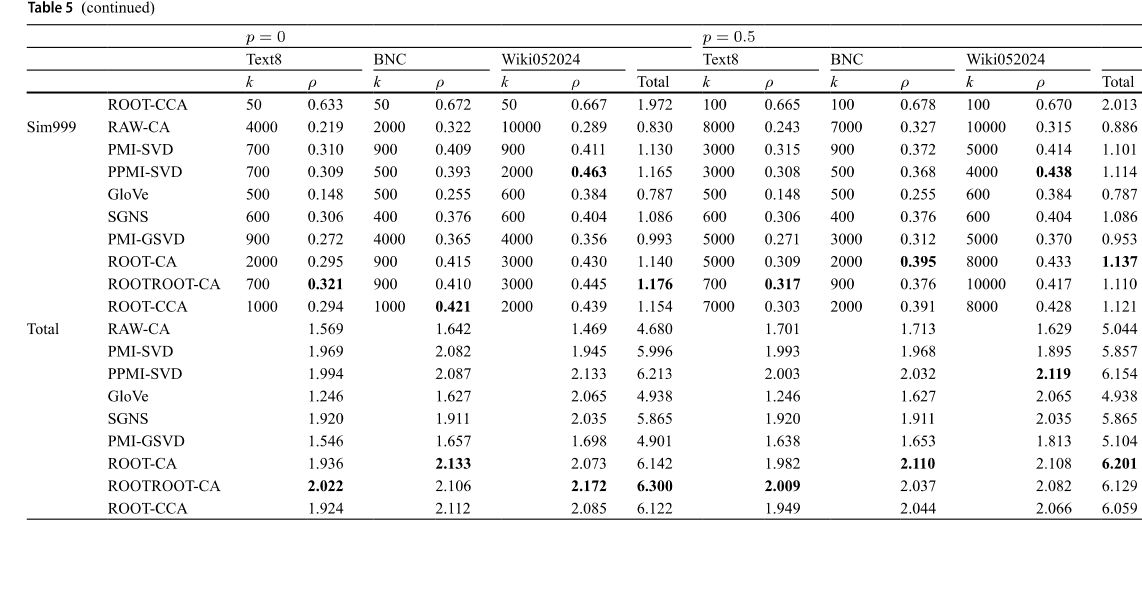 Table 5 (continued)
p = 0 p = 0.5
Text8 BNC Wiki052024 Text8 BNC Wiki052024
k ρ k ρ k ρ Total k ρ k ρ k ρ Total
ROOT-CCA 50 0.633 50 0.672 50 0.667 1.972 100 0.665 100 0.678 100 0.670 2.013
Sim999 RAW-CA 4000 0.219 2000 0.322 10000 0.289 0.830 8000 0.243 7000 0.327 10000 0.315 0.886
PMI-SVD 700 0.310 900 0.409 900 0.411 1.130 3000 0.315 900 0.372 5000 0.414 1.101
PPMI-SVD 700 0.309 500 0.393 2000 0.463 1.165 3000 0.308 500 0.368 4000 0.438 1.114
GloVe 500 0.148 500 0.255 600 0.384 0.787 500 0.148 500 0.255 600 0.384 0.787
SGNS 600 0.306 400 0.376 600 0.404 1.086 600 0.306 400 0.376 600 0.404 1.086
PMI-GSVD 900 0.272 4000 0.365 4000 0.356 0.993 5000 0.271 3000 0.312 5000 0.370 0.953
ROOT-CA 2000 0.295 900 0.415 3000 0.430 1.140 5000 0.309 2000 0.395 8000 0.433 1.137
ROOTROOT-CA 700 0.321 900 0.410 3000 0.445 1.176 700 0.317 900 0.376 10000 0.417 1.110
ROOT-CCA 1000 0.294 1000 0.421 2000 0.439 1.154 7000 0.303 2000 0.391 8000 0.428 1.121
Total RAW-CA 1.569 1.642 1.469 4.680 1.701 1.713 1.629 5.044
PMI-SVD 1.969 2.082 1.945 5.996 1.993 1.968 1.895 5.857
PPMI-SVD 1.994 2.087 2.133 6.213 2.003 2.032 2.119 6.154
GloVe 1.246 1.627 2.065 4.938 1.246 1.627 2.065 4.938
SGNS 1.920 1.911 2.035 5.865 1.920 1.911 2.035 5.865
PMI-GSVD 1.546 1.657 1.698 4.901 1.638 1.653 1.813 5.104
ROOT-CA 1.936 2.133 2.073 6.142 1.982 2.110 2.108 6.201
ROOTROOT-CA 2.022 2.106 2.172 6.300 2.009 2.037 2.082 6.129
ROOT-CCA 1.924 2.112 2.085 6.122 1.949 2.044 2.066 6.059